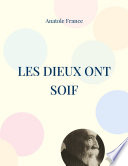 Anatole France
LES DIEUX ONT
SOIF